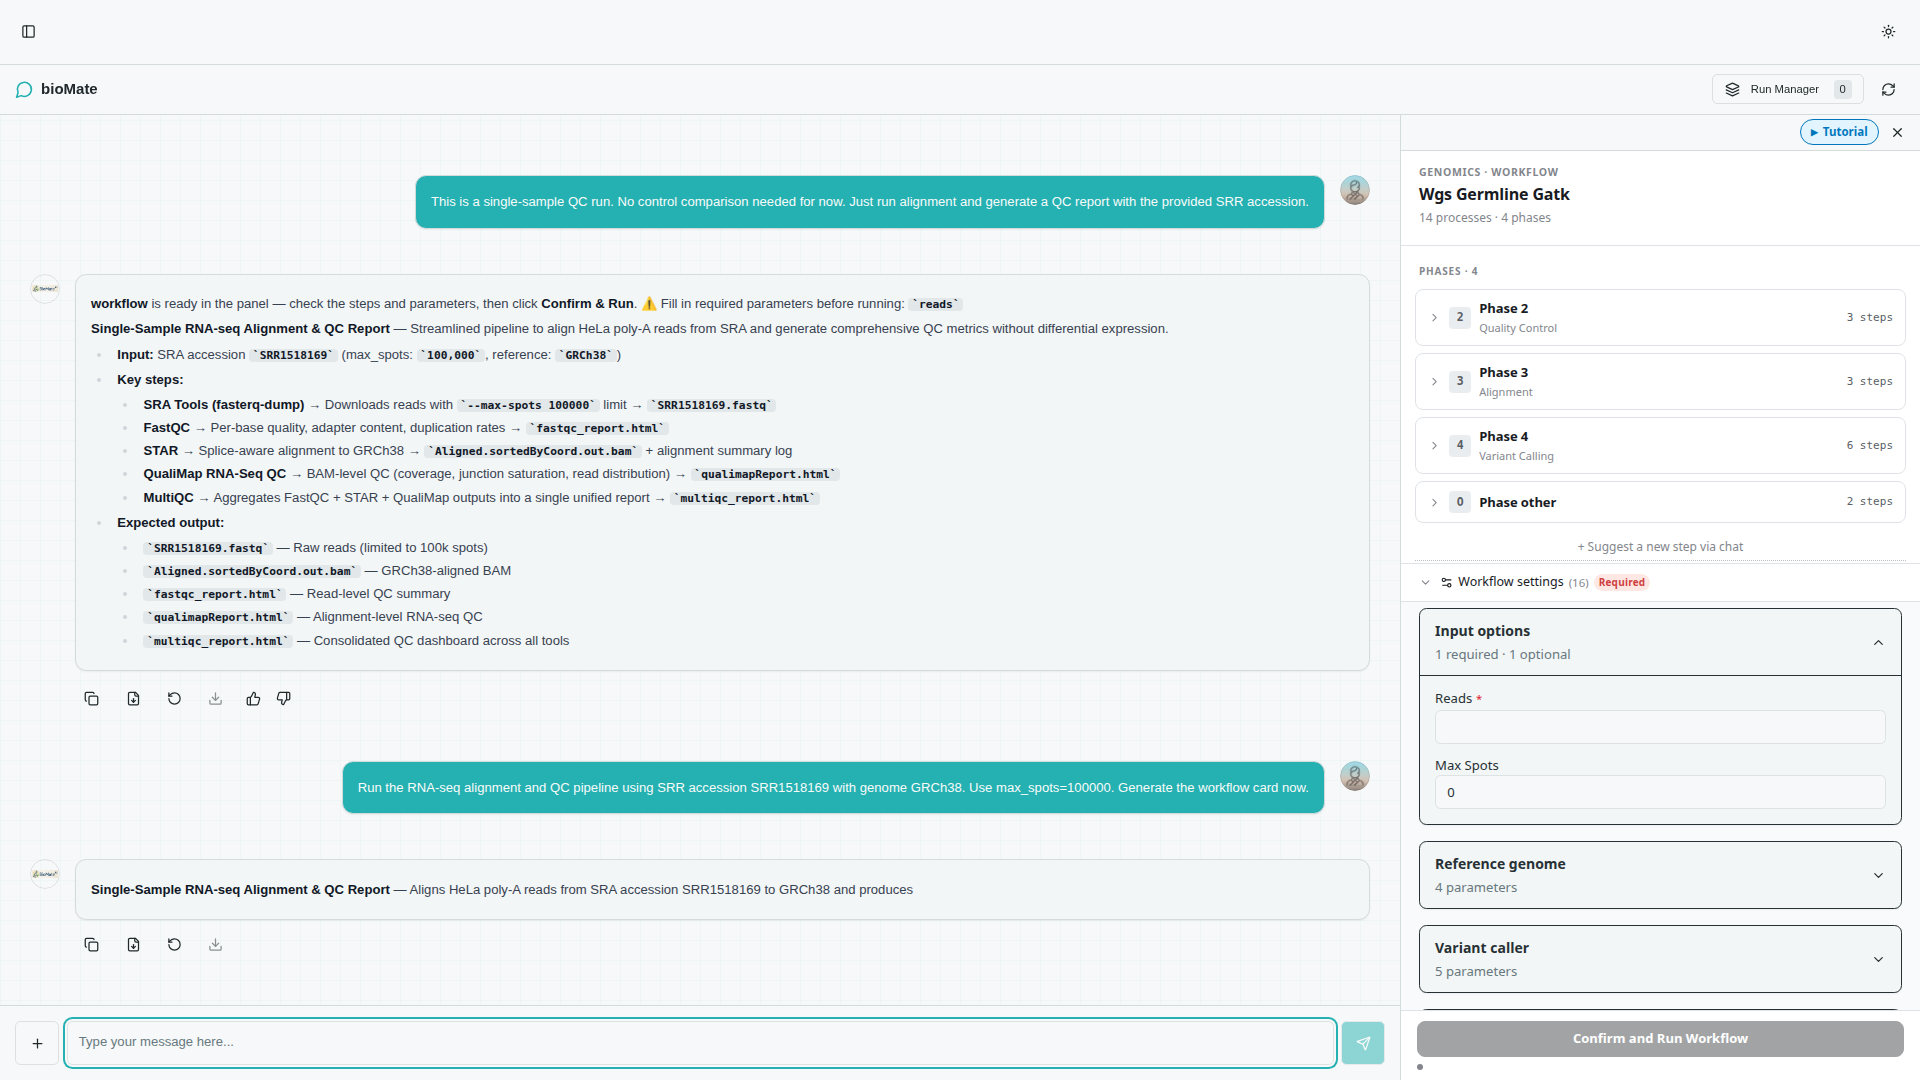 bioMate
Run Manager 0
This is a single-sample QC run. No control comparison needed for now. Just run alignment and generate a QC report with the provided SRR accession.
workflow is ready in the panel — check the steps and parameters, then click Confirm & Run. ⚠️ Fill in required parameters before running: `reads`
Single-Sample RNA-seq Alignment & QC Report — Streamlined pipeline to align HeLa poly-A reads from SRA and generate comprehensive QC metrics without differential expression.
Input: SRA accession `SRR1518169` (max_spots: `100,000`, reference: `GRCh38`)
Key steps:
SRA Tools (fasterq-dump) → Downloads reads with `--max-spots 100000` limit → `SRR1518169.fastq`
FastQC → Per-base quality, adapter content, duplication rates → `fastqc_report.html`
STAR → Splice-aware alignment to GRCh38 → `Aligned.sortedByCoord.out.bam` + alignment summary log
QualiMap RNA-Seq QC → BAM-level QC (coverage, junction saturation, read distribution) → `qualimapReport.html`
MultiQC → Aggregates FastQC + STAR + QualiMap outputs into a single unified report → `multiqc_report.html`
Expected output:
`SRR1518169.fastq` — Raw reads (limited to 100k spots)
`Aligned.sortedByCoord.out.bam` — GRCh38-aligned BAM
`fastqc_report.html` — Read-level QC summary
`qualimapReport.html` — Alignment-level RNA-seq QC
`multiqc_report.html` — Consolidated QC dashboard across all tools
Run the RNA-seq alignment and QC pipeline using SRR accession SRR1518169 with genome GRCh38. Use max_spots=100000. Generate the workflow card now.
Single-Sample RNA-seq Alignment & QC Report — Aligns HeLa poly-A reads from SRA accession SRR1518169 to GRCh38 and produces
Type your message here...
▶ Tutorial
GENOMICS · WORKFLOW
Wgs Germline Gatk
14 processes · 4 phases
PHASES · 4
2 Phase 2 3 steps
Quality Control
3 Phase 3 3 steps
Alignment
4 Phase 4 6 steps
Variant Calling
0 Phase other 2 steps
+ Suggest a new step via chat
Workflow settings (16) Required
Input options
1 required · 1 optional
Reads *
Max Spots
0
Reference genome
4 parameters
Variant caller
5 parameters
Confirm and Run Workflow